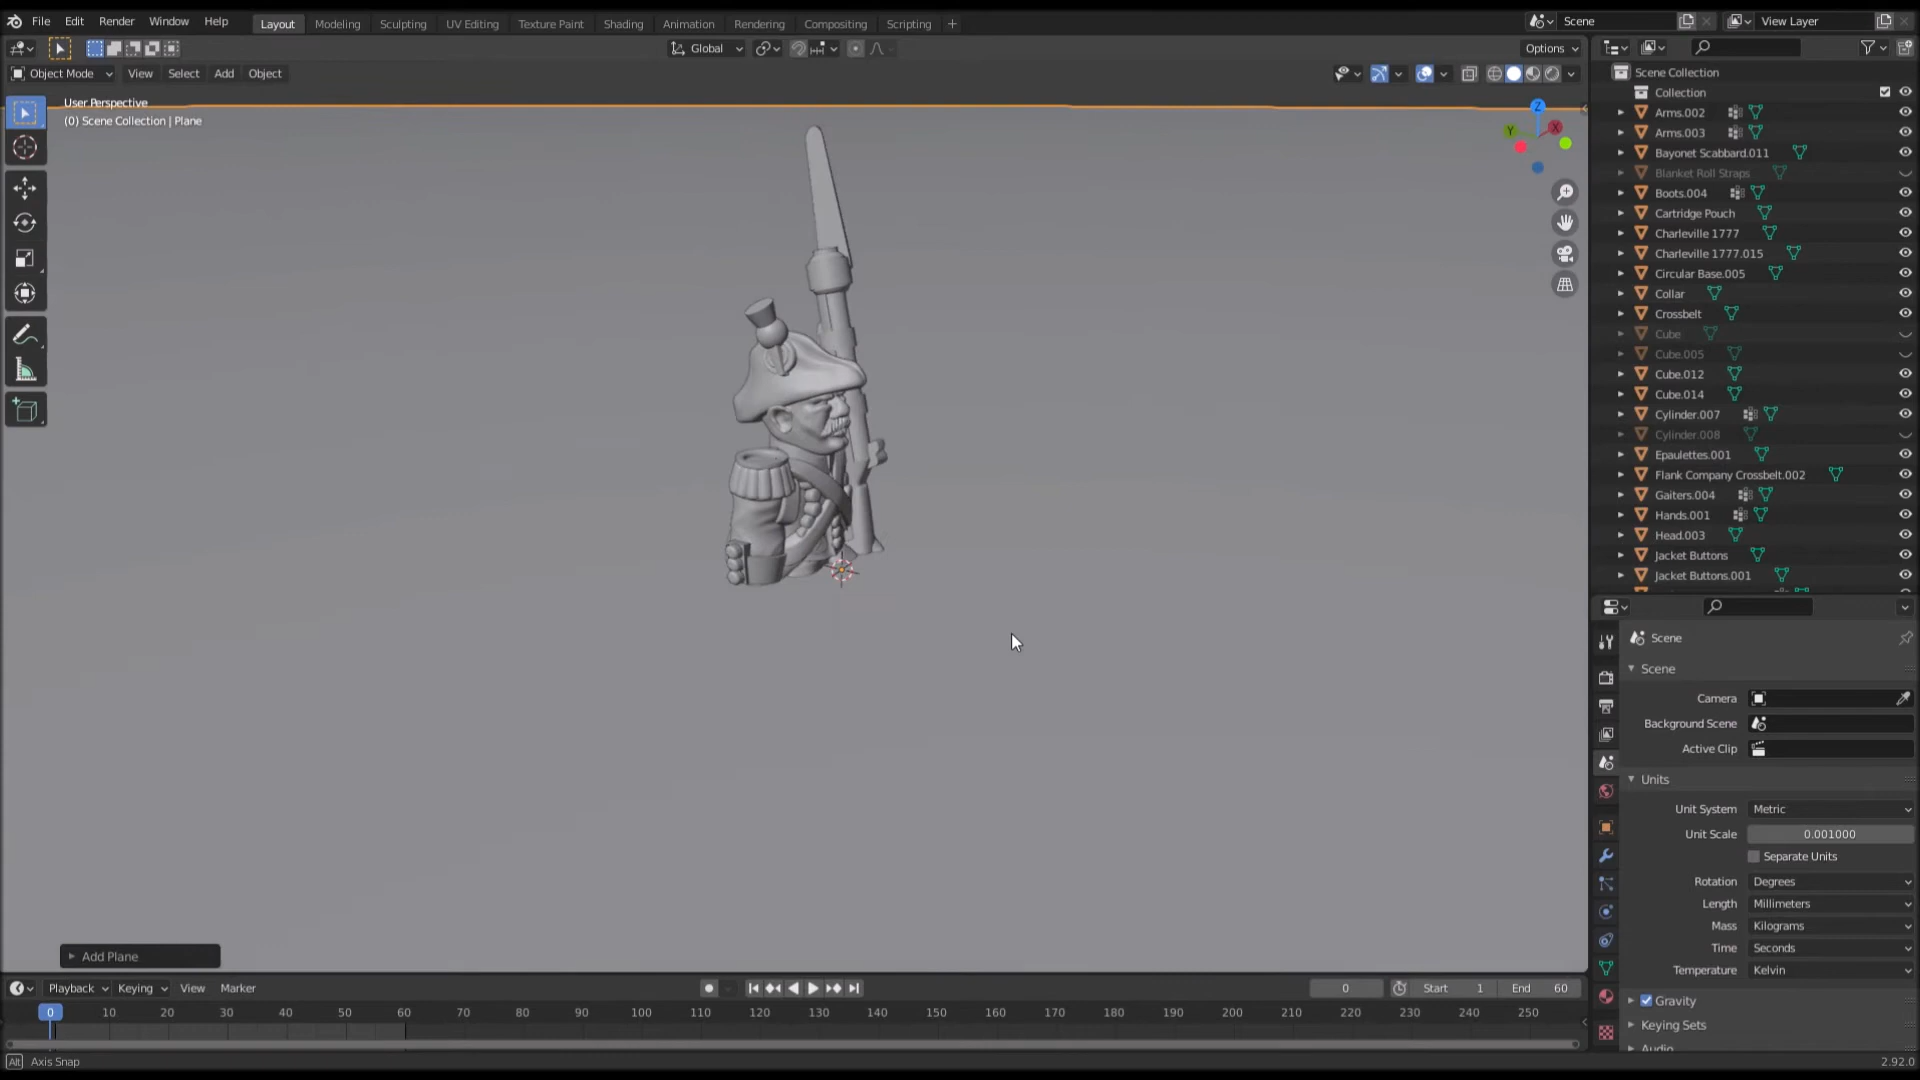 File Edit Render Window Help Layout Modeling Sculpting UV Editing Texture Paint Shading Animation Rendering Compositing Scripting + Scene View Layer
Global Options
Object Mode View Select Add Object
User Perspective
(0) Scene Collection | Plane
Z
Y X
Scene Collection
Collection
Arms.002
Arms.003
Bayonet Scabbard.011
Blanket Roll Straps
Boots.004
Cartridge Pouch
Charleville 1777
Charleville 1777.015
Circular Base.005
Collar
Crossbelt
Cube
Cube.005
Cube.012
Cube.014
Cylinder.007
Cylinder.008
Epaulettes.001
Flank Company Crossbelt.002
Gaiters.004
Hands.001
Head.003
Jacket Buttons
Jacket Buttons.001
Scene
Scene
Camera
Background Scene
Active Clip
Units
Unit System Metric
Unit Scale 0.001000
Separate Units
Rotation Degrees
Length Millimeters
Mass Kilograms
Time Seconds
Temperature Kelvin
Gravity
Keying Sets
Audio
Add Plane
Playback Keying View Marker 0 Start 1 End 60
0 10 20 30 40 50 60 70 80 90 100 110 120 130 140 150 160 170 180 190 200 210 220 230 240 250
Alt Axis Snap 2.92.0